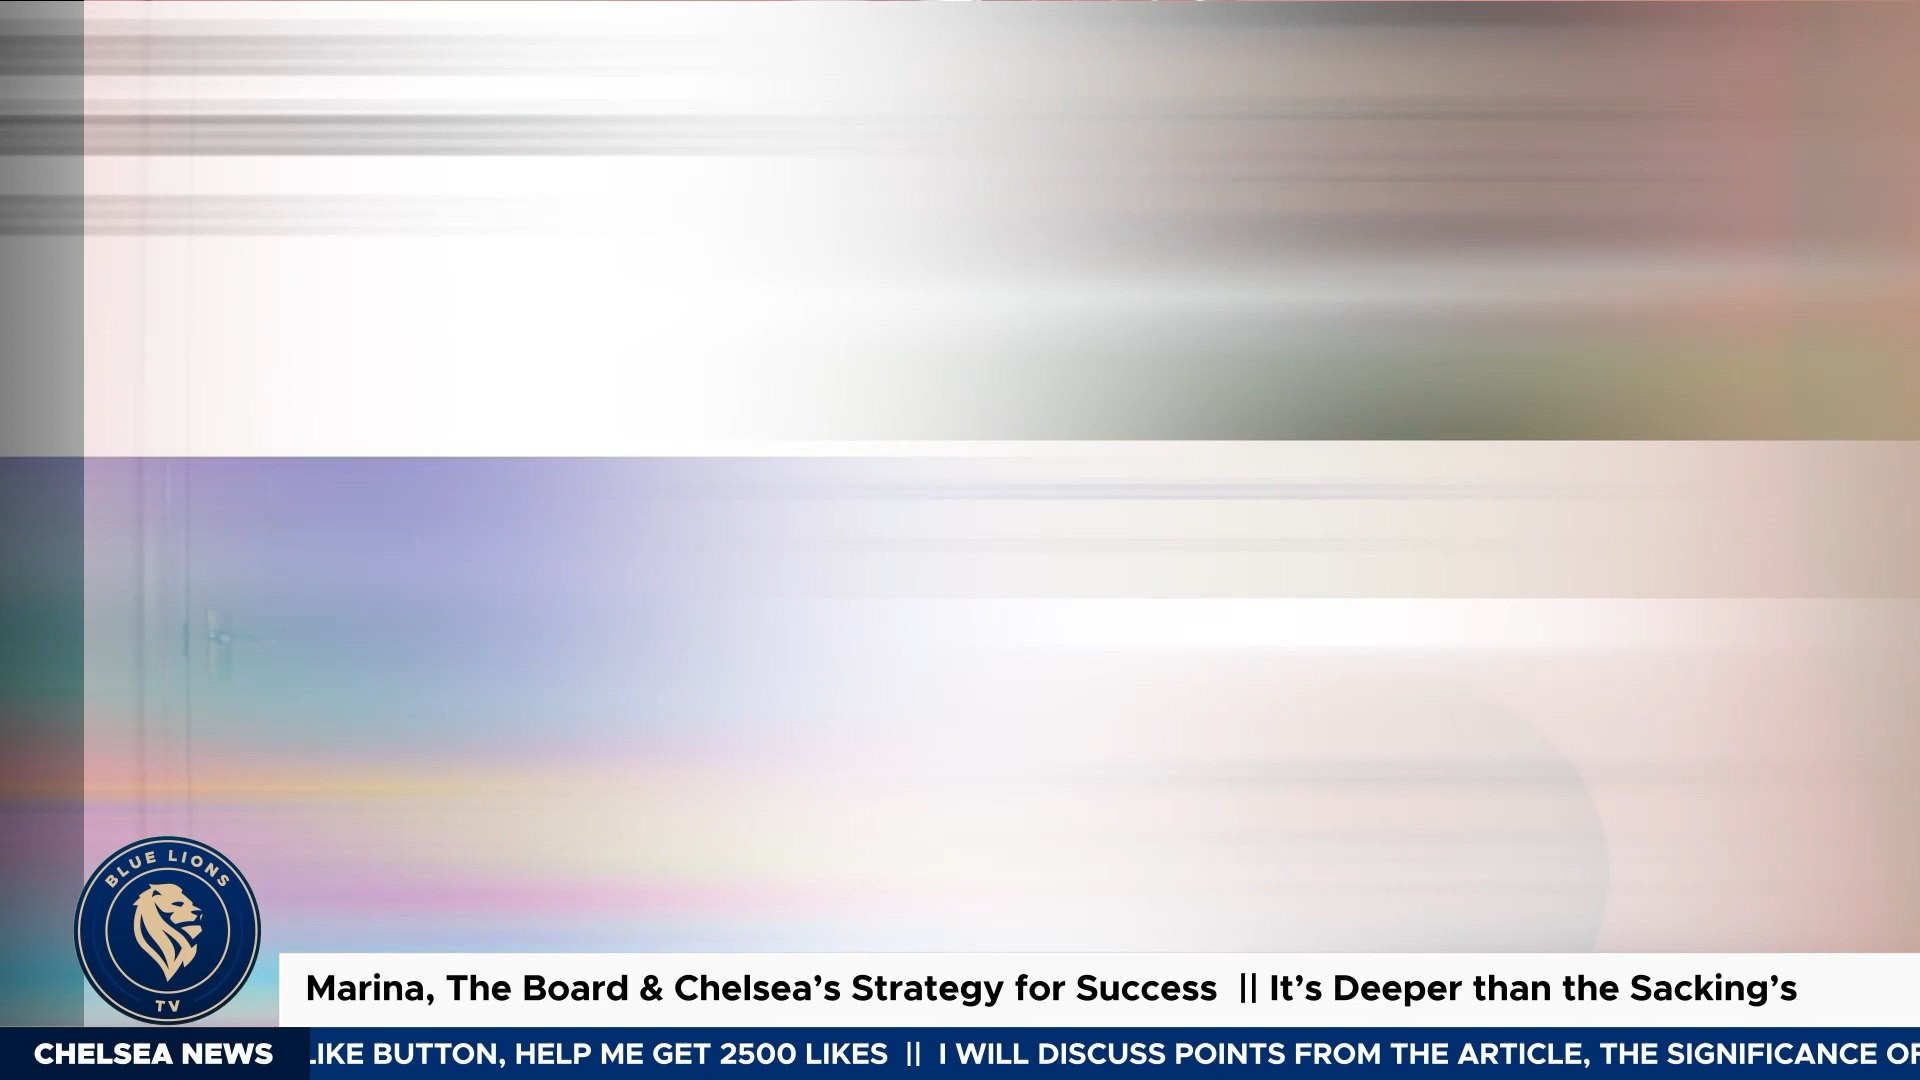 BLUE LIONS
TV
Marina, The Board & Chelsea’s Strategy for Success || It’s Deeper than the Sacking’s
CHELSEA NEWS
LIKE BUTTON, HELP ME GET 2500 LIKES || I WILL DISCUSS POINTS FROM THE ARTICLE, THE SIGNIFICANCE OF